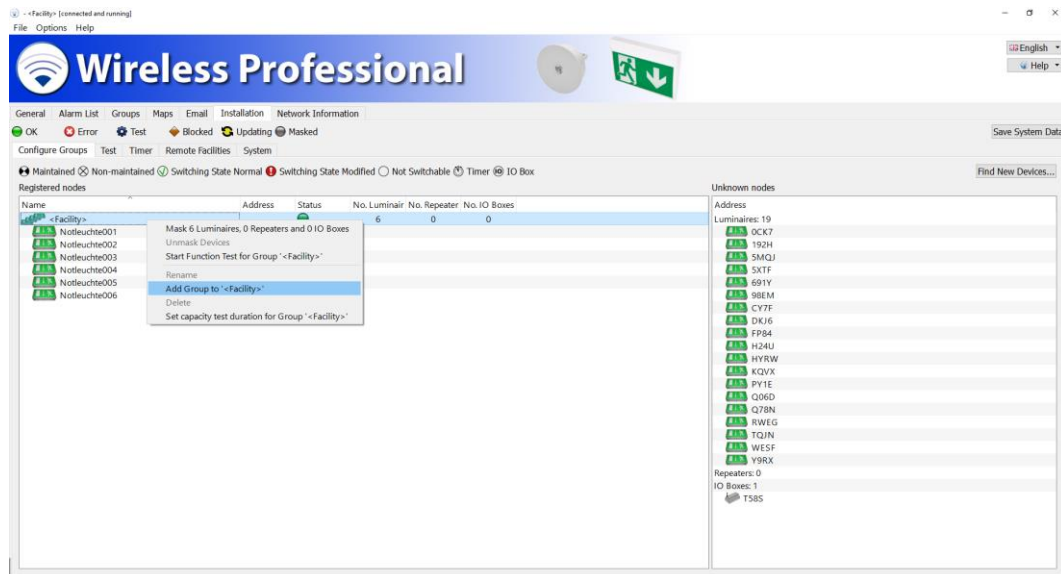 - <Facility> [connected and running]
File Options Help
Wireless Professional
English
Help
General Alarm List Groups Maps Email Installation Network Information
OK Error Test Blocked Updating Masked
Save System Data
Configure Groups Test Timer Remote Facilities System
Maintained Non-maintained Switching State Normal Switching State Modified Not Switchable Timer IO Box
Find New Devices...
Registered nodes
Name Address Status No. Luminair No. Repeater No. IO Boxes
<Facility> 6 0 0
Notleuchte001
Notleuchte002
Notleuchte003
Notleuchte004
Notleuchte005
Notleuchte006
Mask 6 Luminaires, 0 Repeaters and 0 IO Boxes
Unmask Devices
Start Function Test for Group '<Facility>'
Rename
Add Group to '<Facility>'
Delete
Set capacity test duration for Group '<Facility>'
Unknown nodes
Address
Luminaires: 19
0CK7
192H
5MQJ
5XTF
691Y
98EM
CY7F
DKJ6
FP84
H24U
HYRW
KQVX
PY1E
Q06D
Q78N
RWEG
TQJN
WESF
Y9RX
Repeaters: 0
IO Boxes: 1
T58S